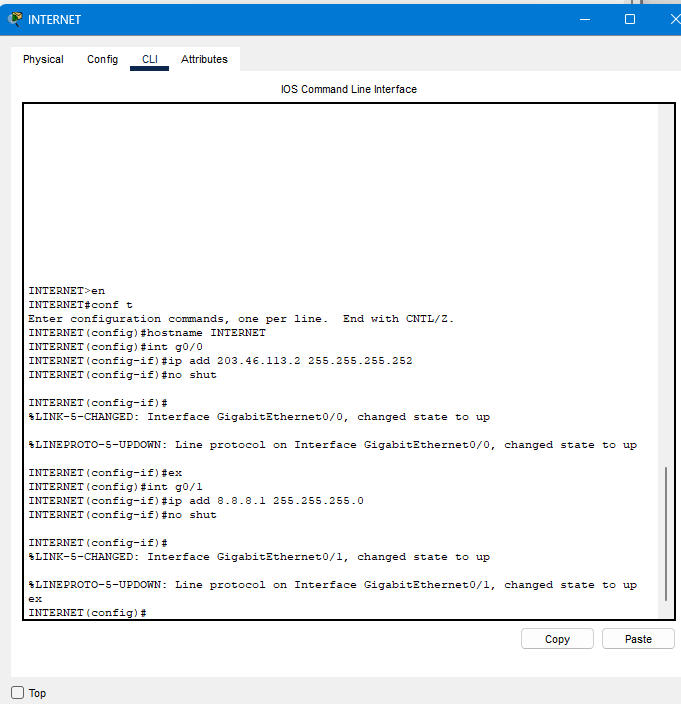 INTERNET
Physical Config CLI Attributes
IOS Command Line Interface
INTERNET>en
INTERNET#conf t
Enter configuration commands, one per line.  End with CNTL/Z.
INTERNET(config)#hostname INTERNET
INTERNET(config)#int g0/0
INTERNET(config-if)#ip add 203.46.113.2 255.255.255.252
INTERNET(config-if)#no shut
INTERNET(config-if)#
%LINK-5-CHANGED: Interface GigabitEthernet0/0, changed state to up
%LINEPROTO-5-UPDOWN: Line protocol on Interface GigabitEthernet0/0, changed state to up
INTERNET(config-if)#ex
INTERNET(config)#int g0/1
INTERNET(config-if)#ip add 8.8.8.1 255.255.255.0
INTERNET(config-if)#no shut
INTERNET(config-if)#
%LINK-5-CHANGED: Interface GigabitEthernet0/1, changed state to up
%LINEPROTO-5-UPDOWN: Line protocol on Interface GigabitEthernet0/1, changed state to up
ex
INTERNET(config)#
Copy Paste
Top